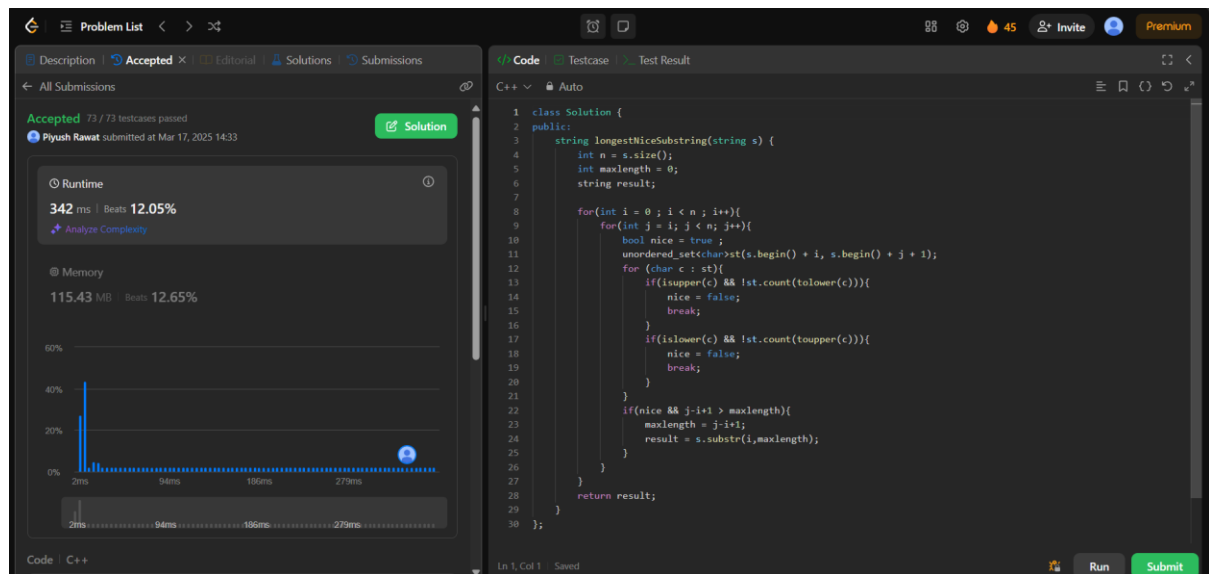 Problem List
45
Invite
Premium
Description
Accepted
Editorial
Solutions
Submissions
All Submissions
Accepted 73 / 73 testcases passed
Piyush Rawat submitted at Mar 17, 2025 14:33
Solution
Runtime
342 ms | Beats 12.05%
Analyze Complexity
Memory
115.43 MB | Beats 12.65%
60%
40%
20%
0%
2ms 94ms 186ms 279ms
2ms 94ms 186ms 279ms
Code | C++
</> Code
Testcase
>_ Test Result
C++
Auto
1 class Solution {
2 public:
3 string longestNiceSubstring(string s) {
4 int n = s.size();
5 int maxlength = 0;
6 string result;
7
8 for(int i = 0 ; i < n ; i++){
9 for(int j = i; j < n; j++){
10 bool nice = true ;
11 unordered_set<char>st(s.begin() + i, s.begin() + j + 1);
12 for (char c : st){
13 if(isupper(c) && !st.count(tolower(c))){
14 nice = false;
15 break;
16 }
17 if(islower(c) && !st.count(toupper(c))){
18 nice = false;
19 break;
20 }
21 }
22 if(nice && j-i+1 > maxlength){
23 maxlength = j-i+1;
24 result = s.substr(i,maxlength);
25 }
26 }
27 }
28 return result;
29 }
30 };
Ln 1, Col 1 | Saved
Run
Submit